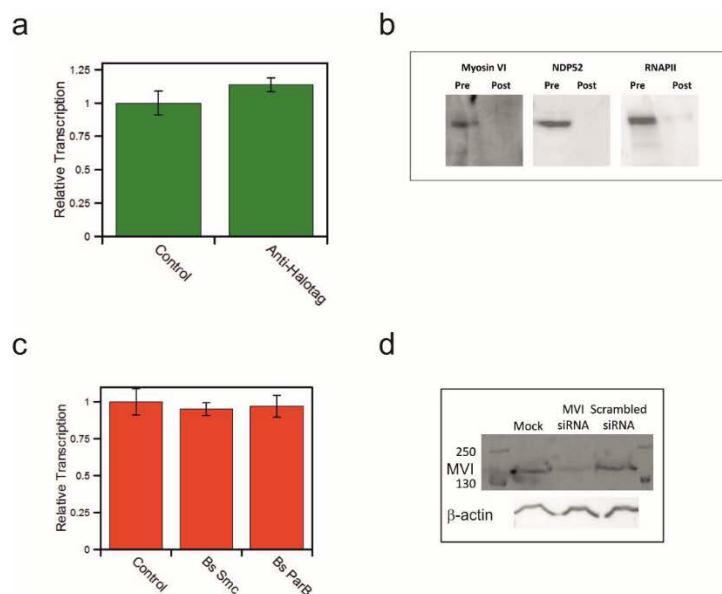 a
1.25
1
0.75
0.5
0.25
0
Relative Transcription
Control
Anti-Halotag
b
Myosin VI NDP52 RNAPII
Pre Post Pre Post Pre Post
c
1
0.75
0.5
0.25
0
Relative Transcription
Control
Bs Smc
Bs ParB
d
Mock MVI siRNA Scrambled siRNA
250
MVI
130
β-actin